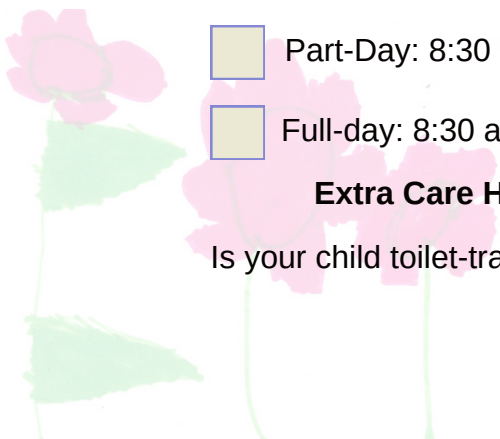 Part-Day: 8:30
Full-day: 8:30 a
Extra Care H
Is your child toilet-tra